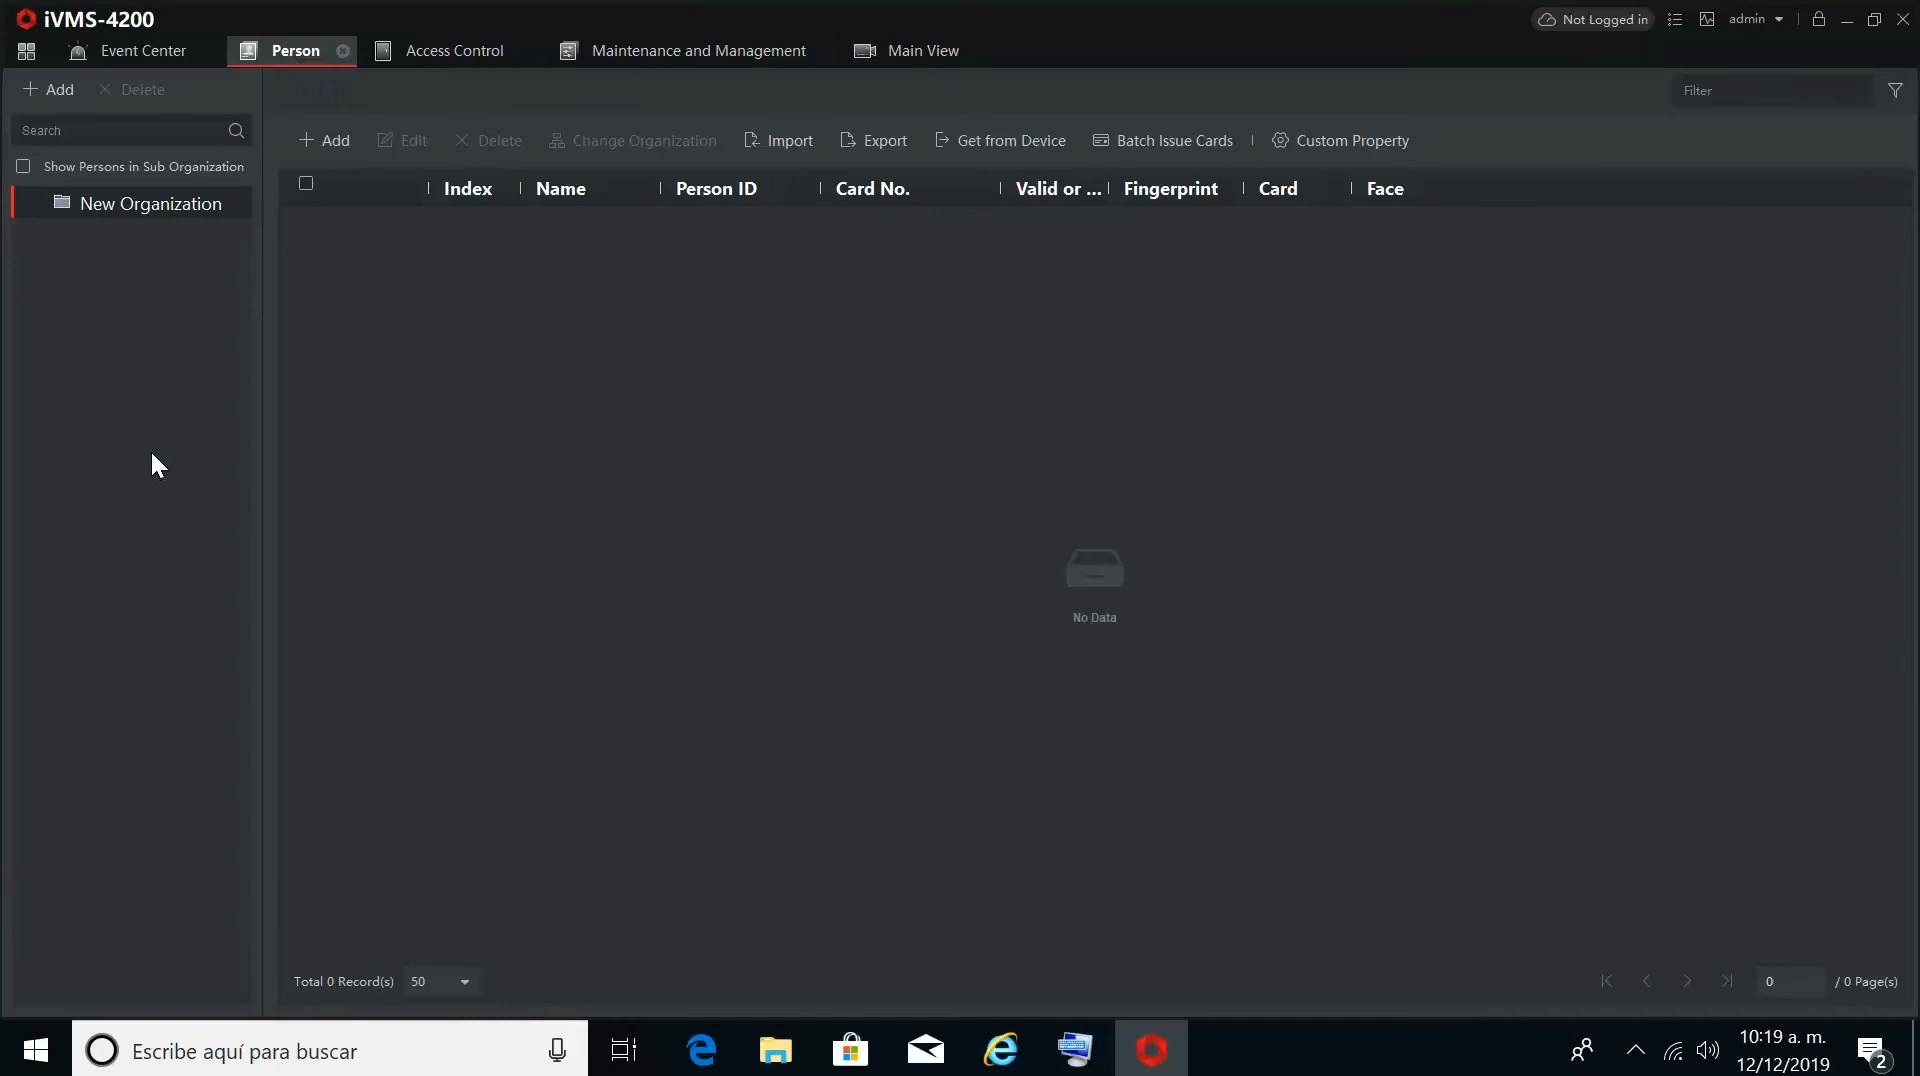 iVMS-4200
Not Logged in
admin
Event Center
Person
Access Control
Maintenance and Management
Main View
Add
Delete
Filter
Search
Add
Edit
Delete
Change Organization
Import
Export
Get from Device
Batch Issue Cards
Custom Property
Show Persons in Sub Organization
Index
Name
Person ID
Card No.
Valid or ...
Fingerprint
Card
Face
New Organization
No Data
Total 0 Record(s)
50
0
/ 0 Page(s)
Escribe aquí para buscar
10:19 a. m.
12/12/2019
2